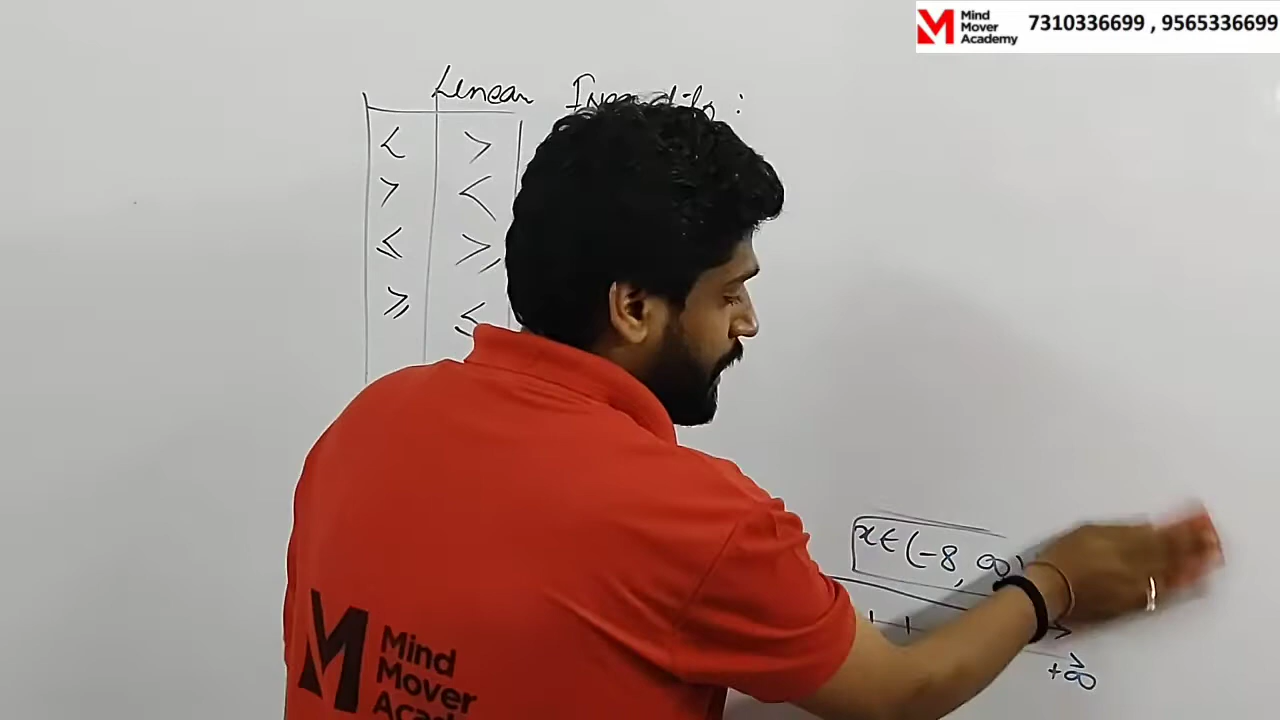 Mind
Mover
Academy
7310336699 , 9565336699
Linear
:
< >
> <
≤ ≥
≥ ≤
x ∈ (-8, ∞)
+∞
Mind
Mover